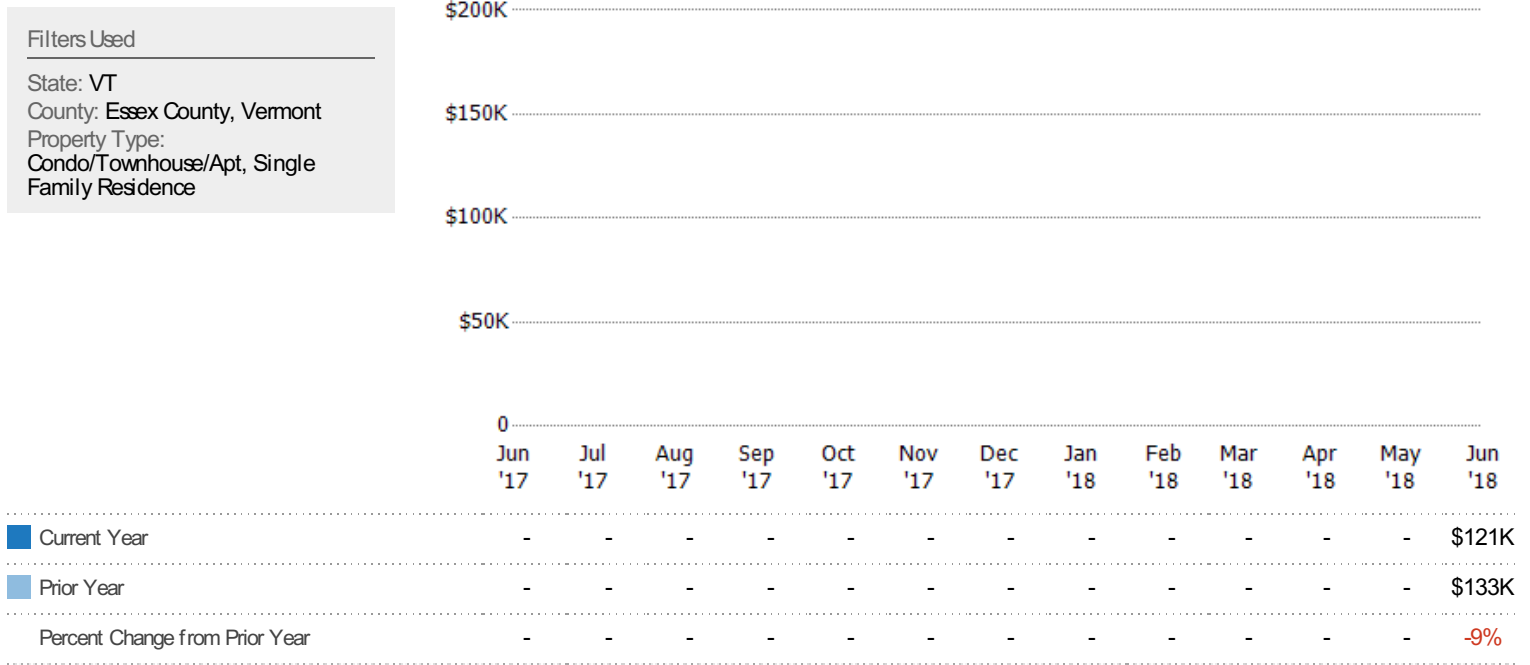 Filters Used
State: VT
County: Essex County, Vermont
Property Type:
Condo/Townhouse/Apt, Single
Family Residence
$200K
$150K
$100K
$50K
0
Jun Jul Aug Sep Oct Nov Dec Jan Feb Mar Apr May Jun
'17 '17 '17 '17 '17 '17 '17 '18 '18 '18 '18 '18 '18
Current Year - - - - - - - - - - - - $121K
Prior Year - - - - - - - - - - - - $133K
Percent Change from Prior Year - - - - - - - - - - - - -9%